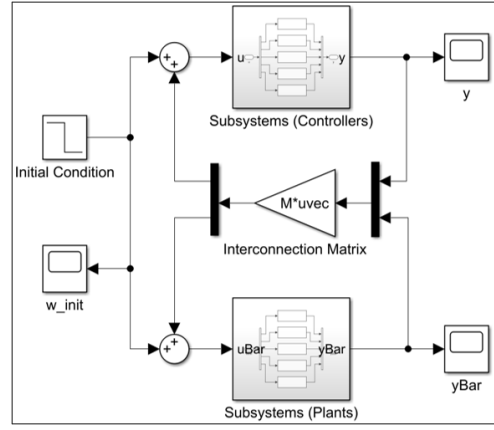 +
+
u
y
y
Subsystems (Controllers)
Initial Condition
M*uvec
Interconnection Matrix
w_init
+
+
uBar
yBar
yBar
Subsystems (Plants)